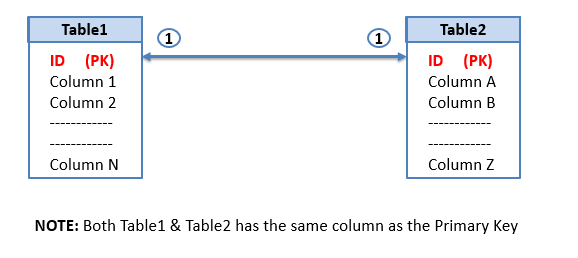 Table1
Table2
1
1
ID (PK)
ID (PK)
Column 1
Column A
Column 2
Column B
------------
------------
------------
------------
Column N
Column Z
NOTE: Both Table1 & Table2 has the same column as the Primary Key